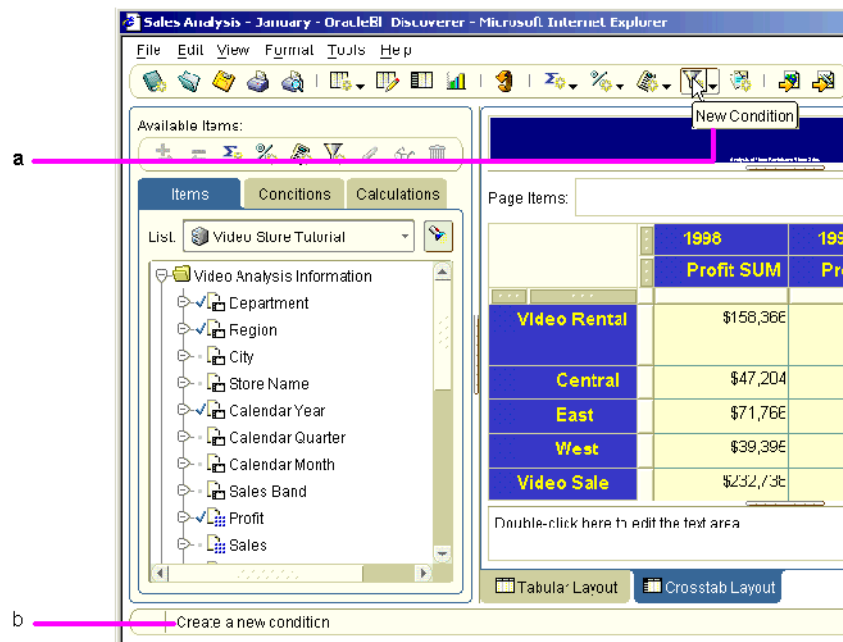 Sales Analysis - January - OracleBI Discoverer - Microsoft Internet Explorer
File Edit View Format Tools Help
New Condition
Available Items:
a
Items Conditions Calculations
Page Items:
List: Video Store Tutorial
1998 199
Profit SUM Pr
Video Analysis Information
Department
Region
City
Store Name
Calendar Year
Calendar Quarter
Calendar Month
Sales Band
Profit
Sales
Video Rental $158,366
Central $47,204
East $71,766
West $39,396
Video Sale $232,736
Double-click here to edit the text area
Tabular Layout Crosstab Layout
b
Create a new condition